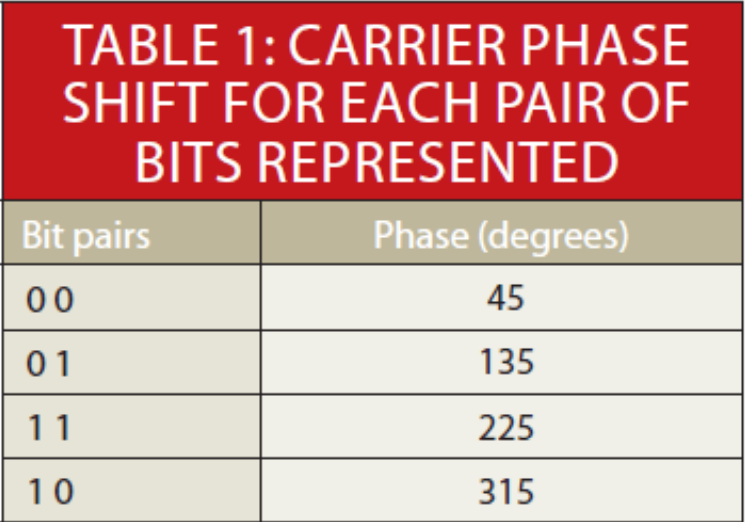 TABLE 1: CARRIER PHASE
SHIFT FOR EACH PAIR OF
BITS REPRESENTED
Bit pairs Phase (degrees)
0 0 45
0 1 135
1 1 225
1 0 315